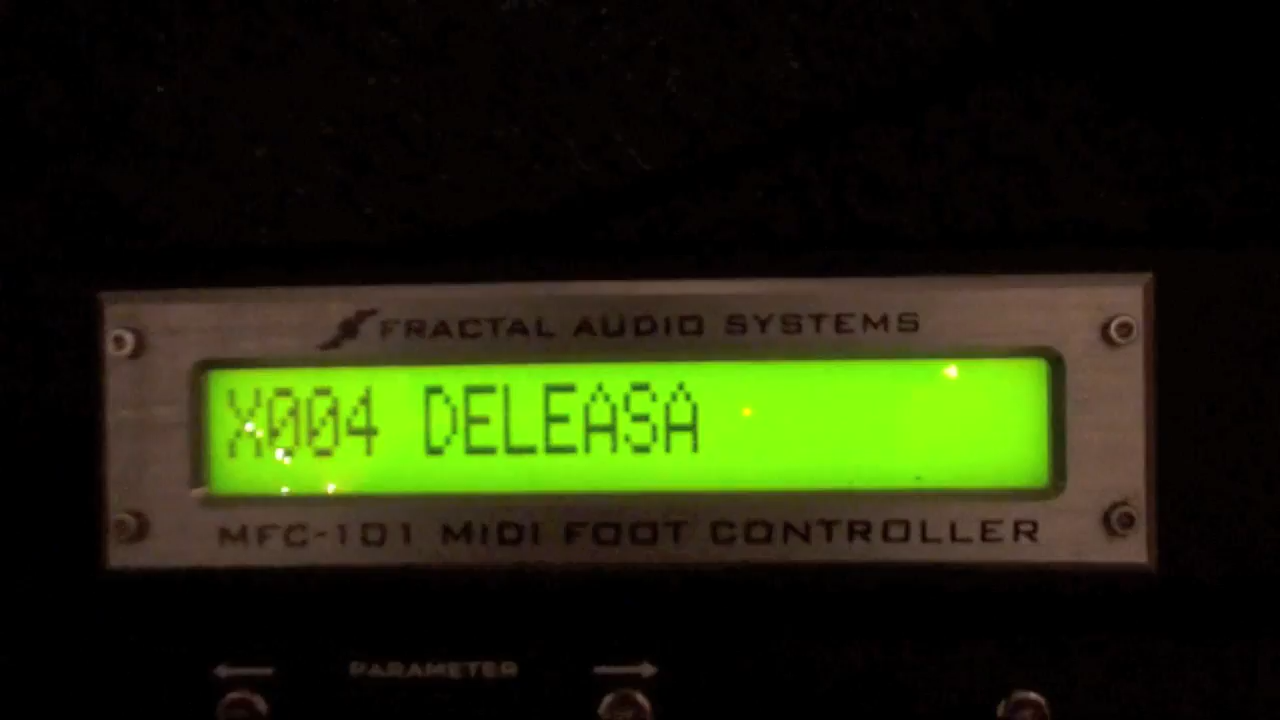 FRACTAL AUDIO SYSTEMS
X004 DELEASA
MFC-101 MIDI FOOT CONTROLLER
PARAMETER